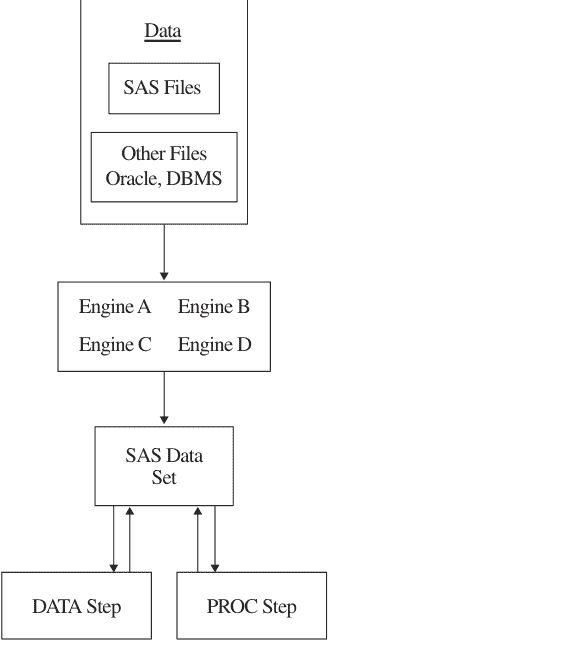 Data
SAS Files
Other Files
Oracle, DBMS
Engine A Engine B
Engine C Engine D
SAS Data
Set
DATA Step
PROC Step